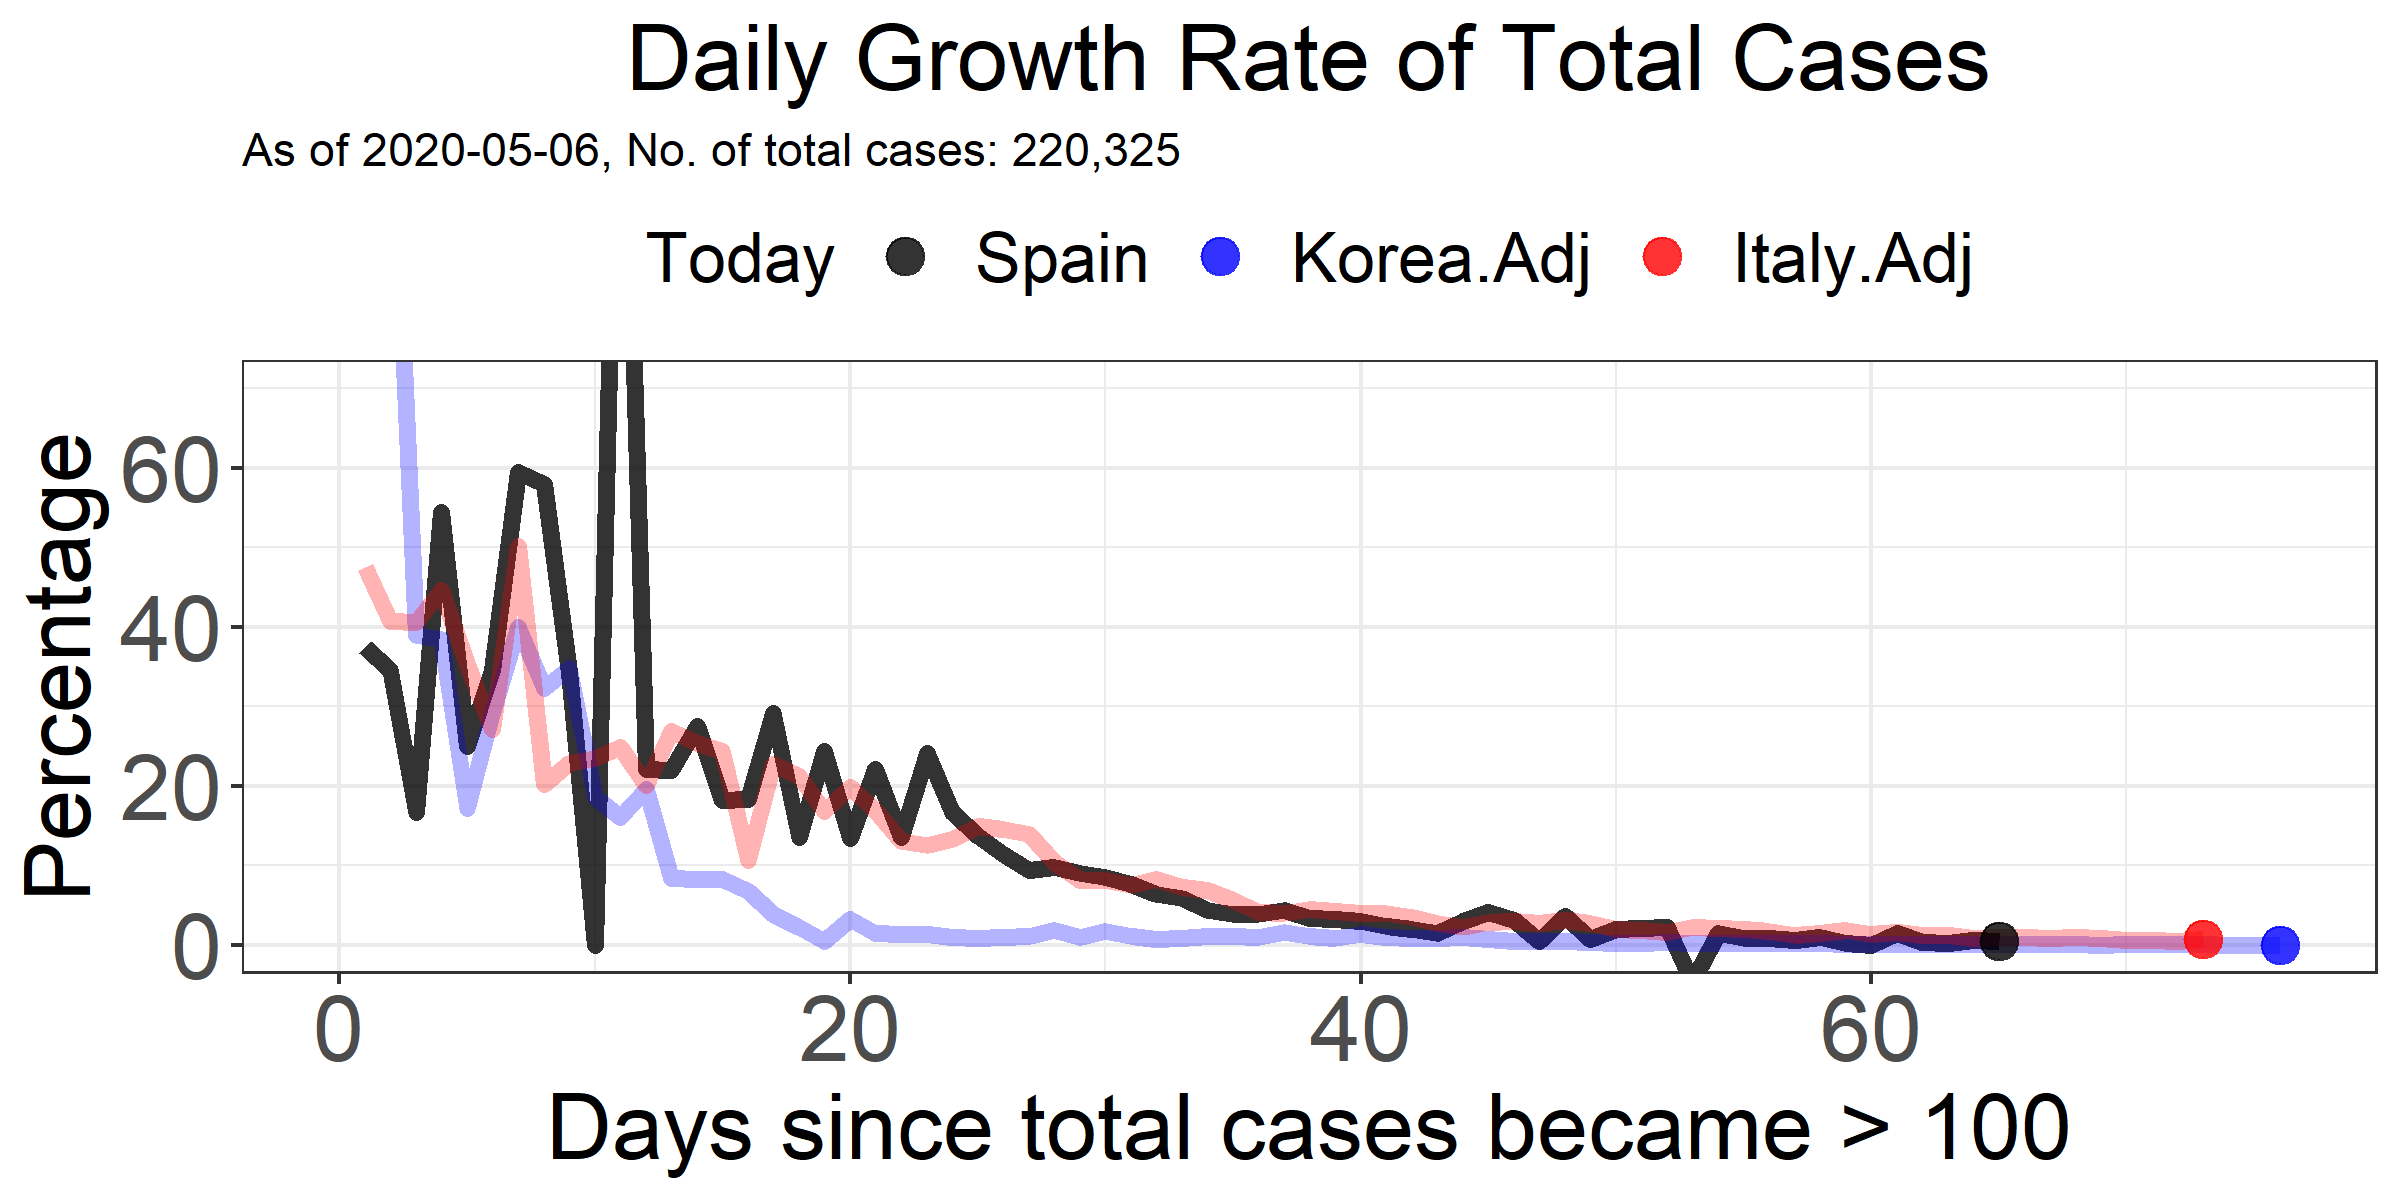 Daily Growth Rate of Total Cases
As of 2020-05-06, No. of total cases: 220,325
Today Spain Korea.Adj Italy.Adj
Percentage
60
40
20
0
0 20 40 60
Days since total cases became > 100